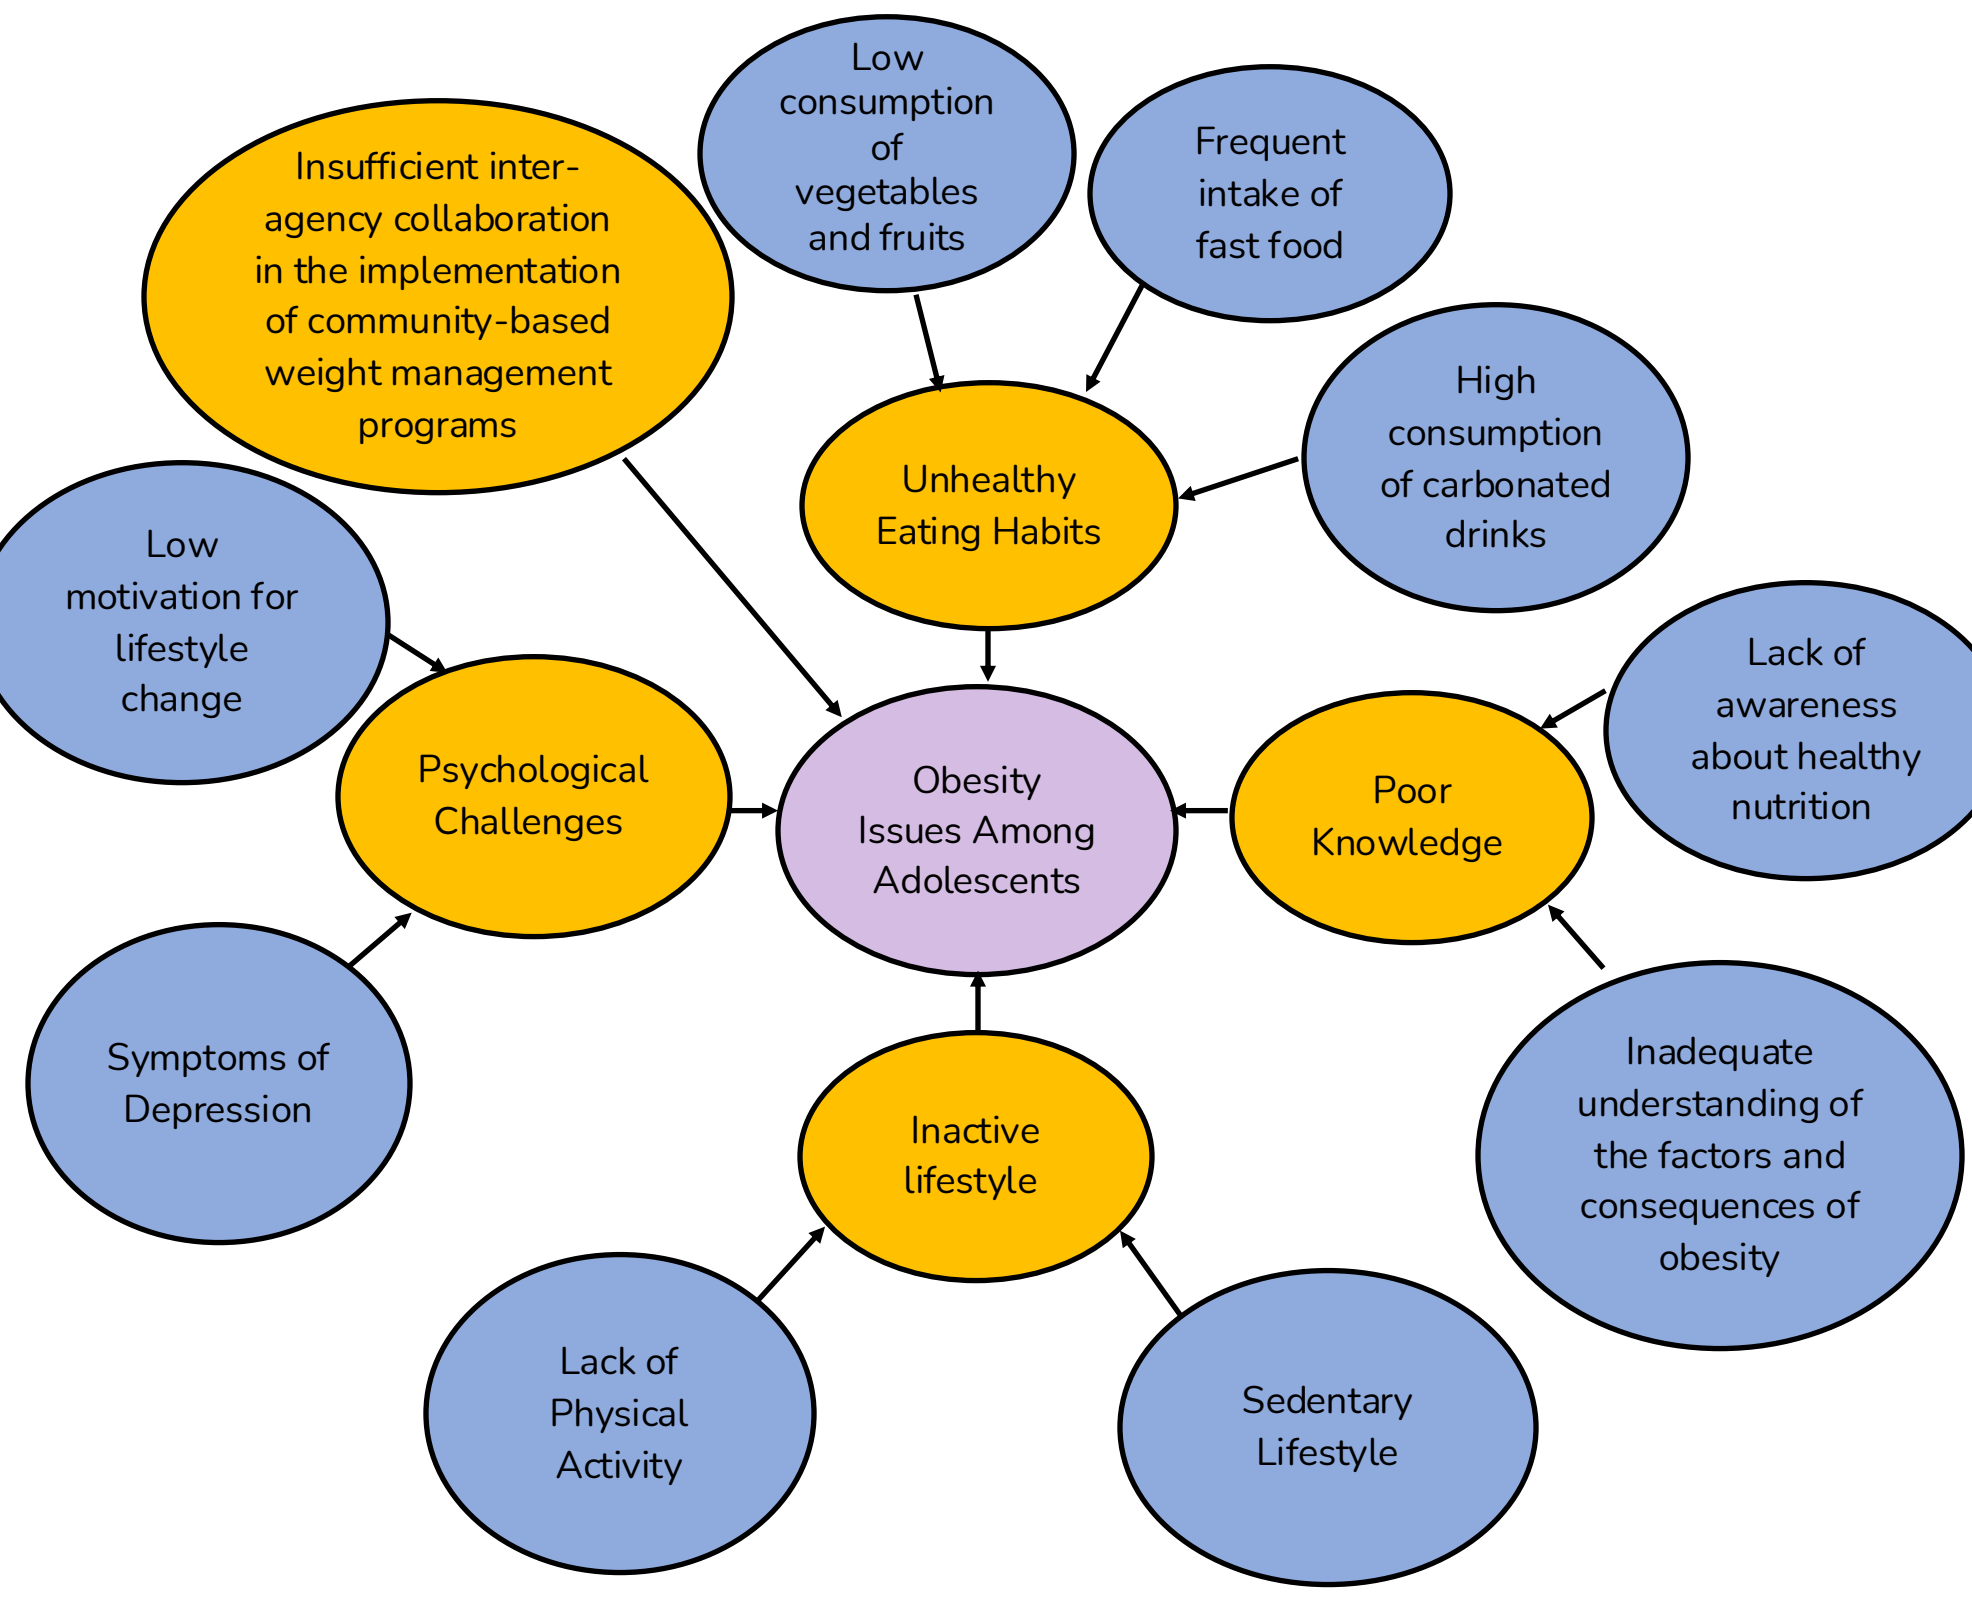 Low
consumption
of
vegetables
and fruits
Frequent
intake of
fast food
Insufficient inter-
agency collaboration
in the implementation
of community-based
weight management
programs
High
consumption
of carbonated
drinks
Unhealthy
Eating Habits
Low
motivation for
lifestyle
change
Lack of
awareness
about healthy
nutrition
Psychological
Challenges
Obesity
Issues Among
Adolescents
Poor
Knowledge
Symptoms of
Depression
Inadequate
understanding of
the factors and
consequences of
obesity
Inactive
lifestyle
Lack of
Physical
Activity
Sedentary
Lifestyle